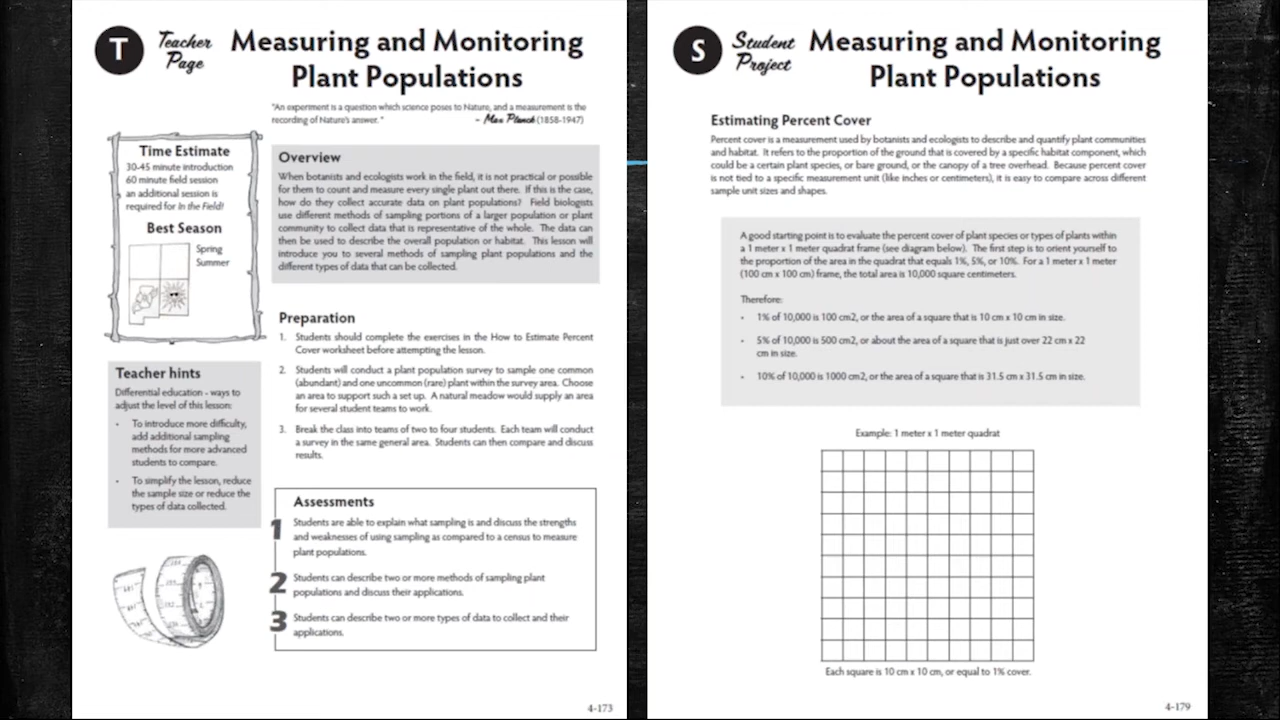 T
Teacher
Page
Measuring and Monitoring
Plant Populations
"An experiment is a question which science poses to Nature, and a measurement is the
recording of Nature's answer."
~ Max Planck (1858-1947)
Time Estimate
30-45 minute introduction
60 minute field session
an additional session is
required for In the Field!
Best Season
Spring
Summer
Overview
When botanists and ecologists work in the field, it is not practical or possible
for them to count and measure every single plant out there. If this is the case,
how do they collect accurate data on plant populations? Field biologists
use different methods of sampling portions of a larger population or plant
community to collect data that is representative of the whole. The data can
then be used to describe the overall population or habitat. This lesson will
introduce you to several methods of sampling plant populations and the
different types of data that can be collected.
Teacher hints
Differential education - ways to
adjust the level of this lesson:
• To introduce more difficulty,
add additional sampling
methods for more advanced
students to compare.
• To simplify the lesson, reduce
the sample size or reduce the
types of data collected.
Preparation
1. Students should complete the exercises in the How to Estimate Percent
Cover worksheet before attempting the lesson.
2. Students will conduct a plant population survey to sample one common
(abundant) and one uncommon (rare) plant within the survey area. Choose
an area to support such a set up. A natural meadow would supply an area
for several student teams to work.
3. Break the class into teams of two to four students. Each team will conduct
a survey in the same general area. Students can then compare and discuss
results.
Assessments
1 Students are able to explain what sampling is and discuss the strengths
and weaknesses of using sampling as compared to a census to measure
plant populations.
2 Students can describe two or more methods of sampling plant
populations and discuss their applications.
3 Students can describe two or more types of data to collect and their
applications.
4-173
S
Student
Project
Measuring and Monitoring
Plant Populations
Estimating Percent Cover
Percent cover is a measurement used by botanists and ecologists to describe and quantify plant communities
and habitat. It refers to the proportion of the ground that is covered by a specific habitat component, which
could be a certain plant species, or bare ground, or the canopy of a tree overhead. Because percent cover
is not tied to a specific measurement unit (like inches or centimeters), it is easy to compare across different
sample unit sizes and shapes.
A good starting point is to evaluate the percent cover of plant species or types of plants within
a 1 meter x 1 meter quadrat frame (see diagram below). The first step is to orient yourself to
the proportion of the area in the quadrat that equals 1%, 5%, or 10%. For a 1 meter x 1 meter
(100 cm x 100 cm) frame, the total area is 10,000 square centimeters.
Therefore:
• 1% of 10,000 is 100 cm2, or the area of a square that is 10 cm x 10 cm in size.
• 5% of 10,000 is 500 cm2, or about the area of a square that is just over 22 cm x 22
cm in size.
• 10% of 10,000 is 1000 cm2, or the area of a square that is 31.5 cm x 31.5 cm in size.
Example: 1 meter x 1 meter quadrat
Each square is 10 cm x 10 cm, or equal to 1% cover.
4-179